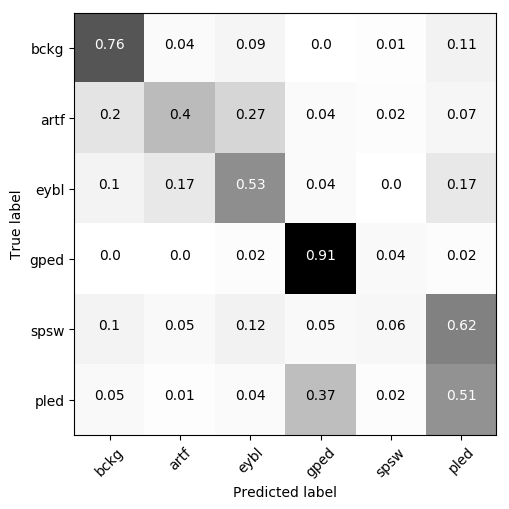 bckg 0.76 0.04 0.09 0.0 0.01 0.11
artf 0.2 0.4 0.27 0.04 0.02 0.07
eybl 0.1 0.17 0.53 0.04 0.0 0.17
gped 0.0 0.0 0.02 0.91 0.04 0.02
spsw 0.1 0.05 0.12 0.05 0.06 0.62
pled 0.05 0.01 0.04 0.37 0.02 0.51
True label
bckg artf eybl gped spsw pled
Predicted label